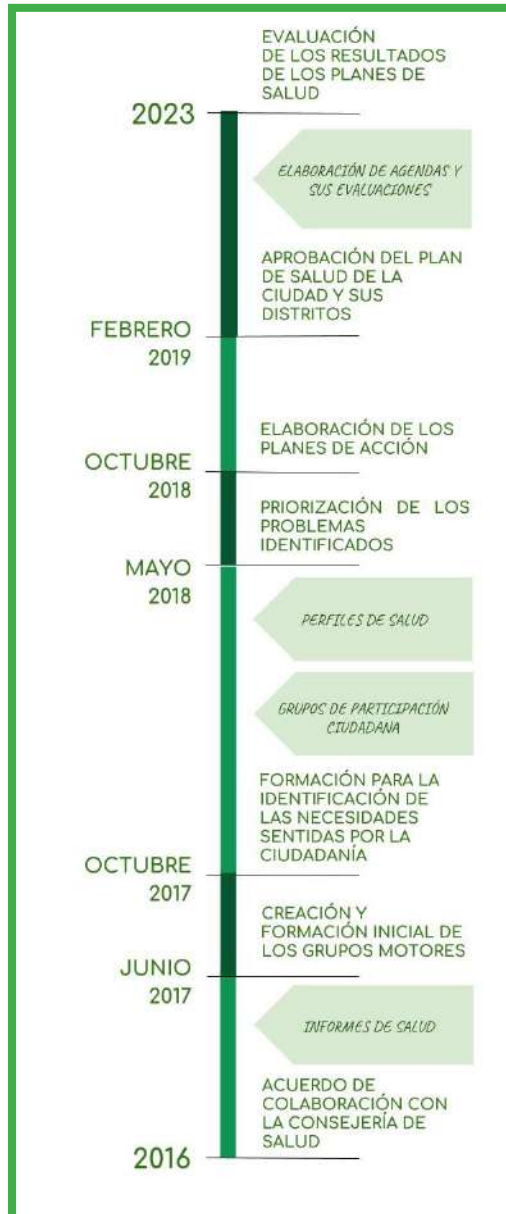 EVALUACIÓN
DE LOS RESULTADOS
DE LOS PLANES DE
SALUD
2023
ELABORACIÓN DE AGENDAS Y
SUS EVALUACIONES
APROBACIÓN DEL PLAN
DE SALUD DE LA
CIUDAD Y SUS
DISTRITOS
FEBRERO
2019
ELABORACIÓN DE LOS
PLANES DE ACCIÓN
OCTUBRE
2018
PRIORIZACIÓN DE LOS
PROBLEMAS
IDENTIFICADOS
MAYO
2018
PERFILES DE SALUD
GRUPOS DE PARTICIPACIÓN
CIUDADANA
FORMACIÓN PARA LA
IDENTIFICACIÓN DE
LAS NECESIDADES
SENTIDAS POR LA
CIUDADANÍA
OCTUBRE
2017
CREACIÓN Y
FORMACIÓN INICIAL DE
LOS GRUPOS MOTORES
JUNIO
2017
INFORMES DE SALUD
ACUERDO DE
COLABORACIÓN CON
LA CONSEJERÍA DE
SALUD
2016